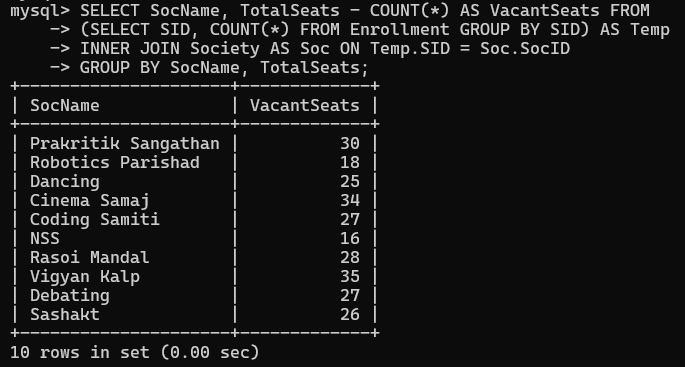 mysql> SELECT SocName, TotalSeats - COUNT(*) AS VacantSeats FROM
    -> (SELECT SID, COUNT(*) FROM Enrollment GROUP BY SID) AS Temp
    -> INNER JOIN Society AS Soc ON Temp.SID = Soc.SocID
    -> GROUP BY SocName, TotalSeats;
+---------------------+-------------+
| SocName             | VacantSeats |
+---------------------+-------------+
| Prakritik Sangathan |          30 |
| Robotics Parishad   |          18 |
| Dancing             |          25 |
| Cinema Samaj        |          34 |
| Coding Samiti       |          27 |
| NSS                 |          16 |
| Rasoi Mandal        |          28 |
| Vigyan Kalp         |          35 |
| Debating            |          27 |
| Sashakt             |          26 |
+---------------------+-------------+
10 rows in set (0.00 sec)